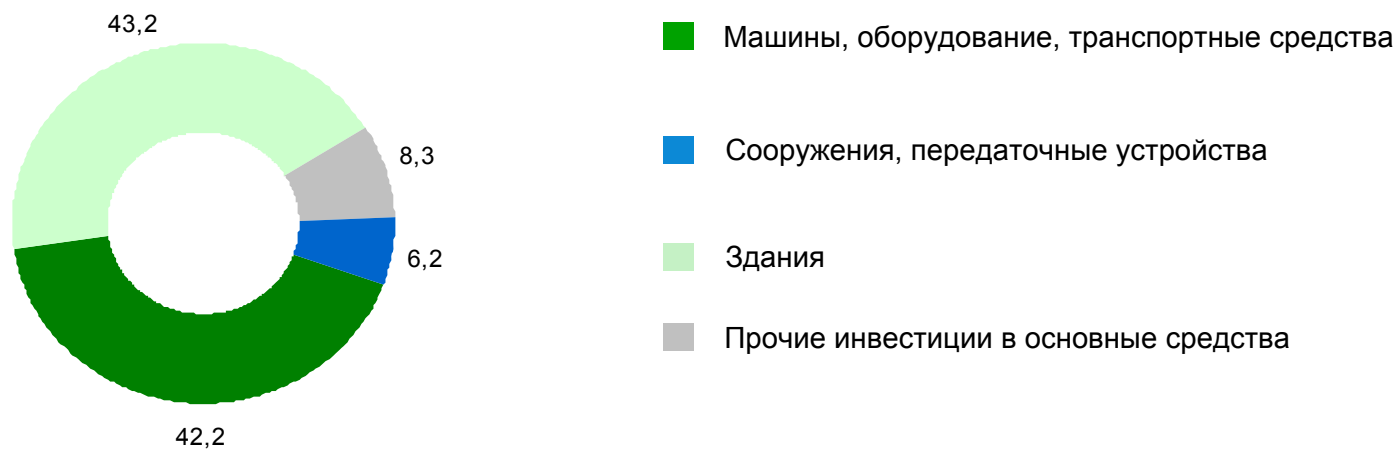 43,2
8,3
6,2
42,2
Машины, оборудование, транспортные средства
Сооружения, передаточные устройства
Здания
Прочие инвестиции в основные средства